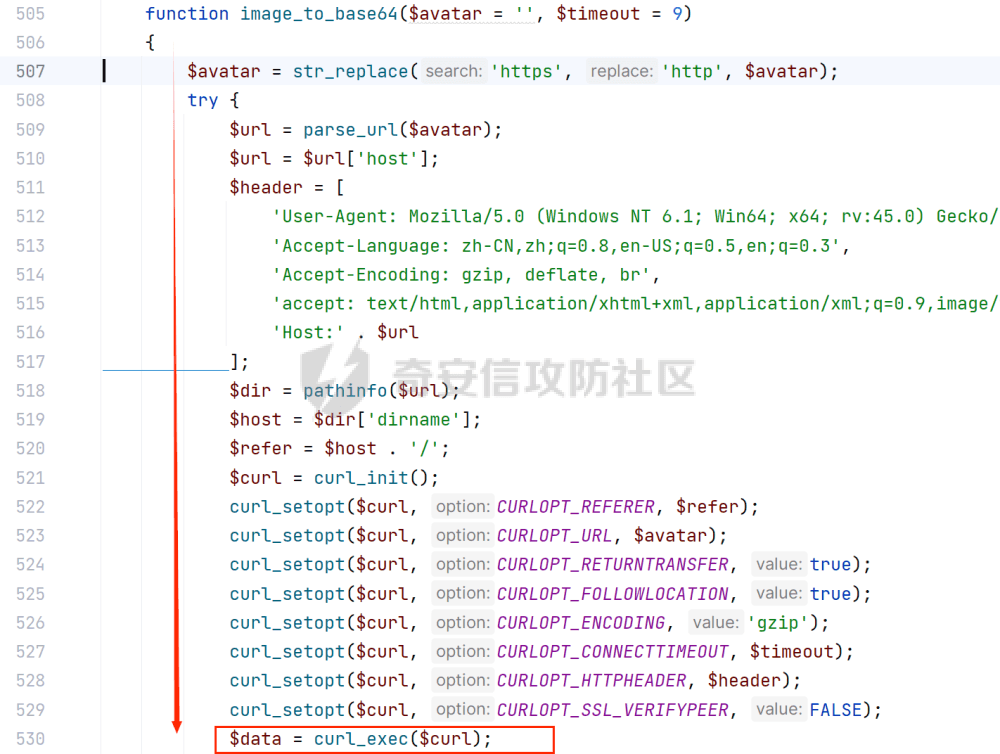 505 function image_to_base64($avatar = '', $timeout = 9)
506 {
507 $avatar = str_replace( search: 'https', replace: 'http', $avatar);
508 try {
509 $url = parse_url($avatar);
510 $url = $url['host'];
511 $header = [
512 'User-Agent: Mozilla/5.0 (Windows NT 6.1; Win64; x64; rv:45.0) Gecko/
513 'Accept-Language: zh-CN,zh;q=0.8,en-US;q=0.5,en;q=0.3',
514 'Accept-Encoding: gzip, deflate, br',
515 'accept: text/html,application/xhtml+xml,application/xml;q=0.9,image/
516 'Host:' . $url
517 ];
奇安信攻防社区
518 $dir = pathinfo($url);
519 $host = $dir['dirname'];
520 $refer = $host . '/';
521 $curl = curl_init();
522 curl_setopt($curl, option: CURLOPT_REFERER, $refer);
523 curl_setopt($curl, option: CURLOPT_URL, $avatar);
524 curl_setopt($curl, option: CURLOPT_RETURNTRANSFER, value: true);
525 curl_setopt($curl, option: CURLOPT_FOLLOWLOCATION, value: true);
526 curl_setopt($curl, option: CURLOPT_ENCODING, value: 'gzip');
527 curl_setopt($curl, option: CURLOPT_CONNECTTIMEOUT, $timeout);
528 curl_setopt($curl, option: CURLOPT_HTTPHEADER, $header);
529 curl_setopt($curl, option: CURLOPT_SSL_VERIFYPEER, value: FALSE);
530 $data = curl_exec($curl);